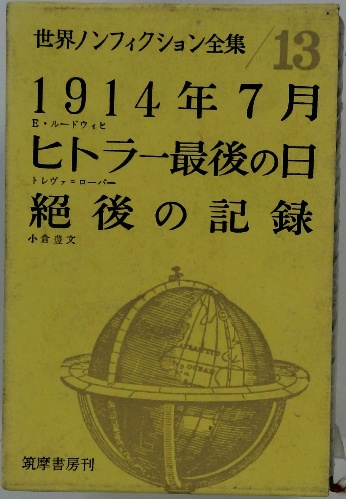 世界ノンフィクション全集/13
1914年7月
E・ルードウィヒ
ヒトラー最後の日
トレヴァ=ローパー
絶後の記録
小倉豊文
ATLANTIC
OCEAN
筑摩書房刊